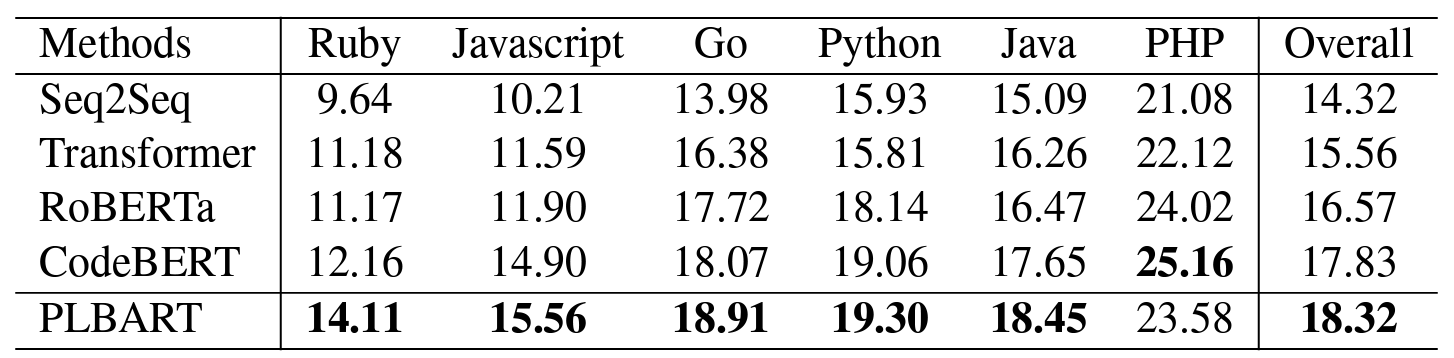 Methods Ruby Javascript Go Python Java PHP Overall
Seq2Seq 9.64 10.21 13.98 15.93 15.09 21.08 14.32
Transformer 11.18 11.59 16.38 15.81 16.26 22.12 15.56
RoBERTa 11.17 11.90 17.72 18.14 16.47 24.02 16.57
CodeBERT 12.16 14.90 18.07 19.06 17.65 25.16 17.83
PLBART 14.11 15.56 18.91 19.30 18.45 23.58 18.32